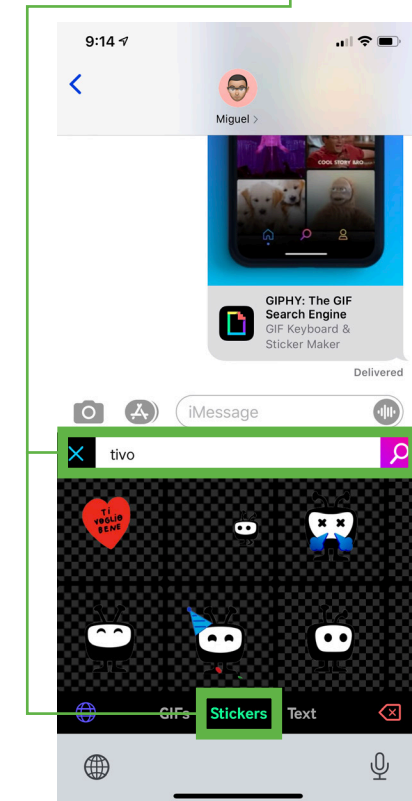 9:14
Miguel >
COOL STORY BRO...
GIPHY: The GIF
Search Engine
GIF Keyboard &
Sticker Maker
Delivered
iMessage
tivo
TI
VOGLIO
BENE
GIFs Stickers Text